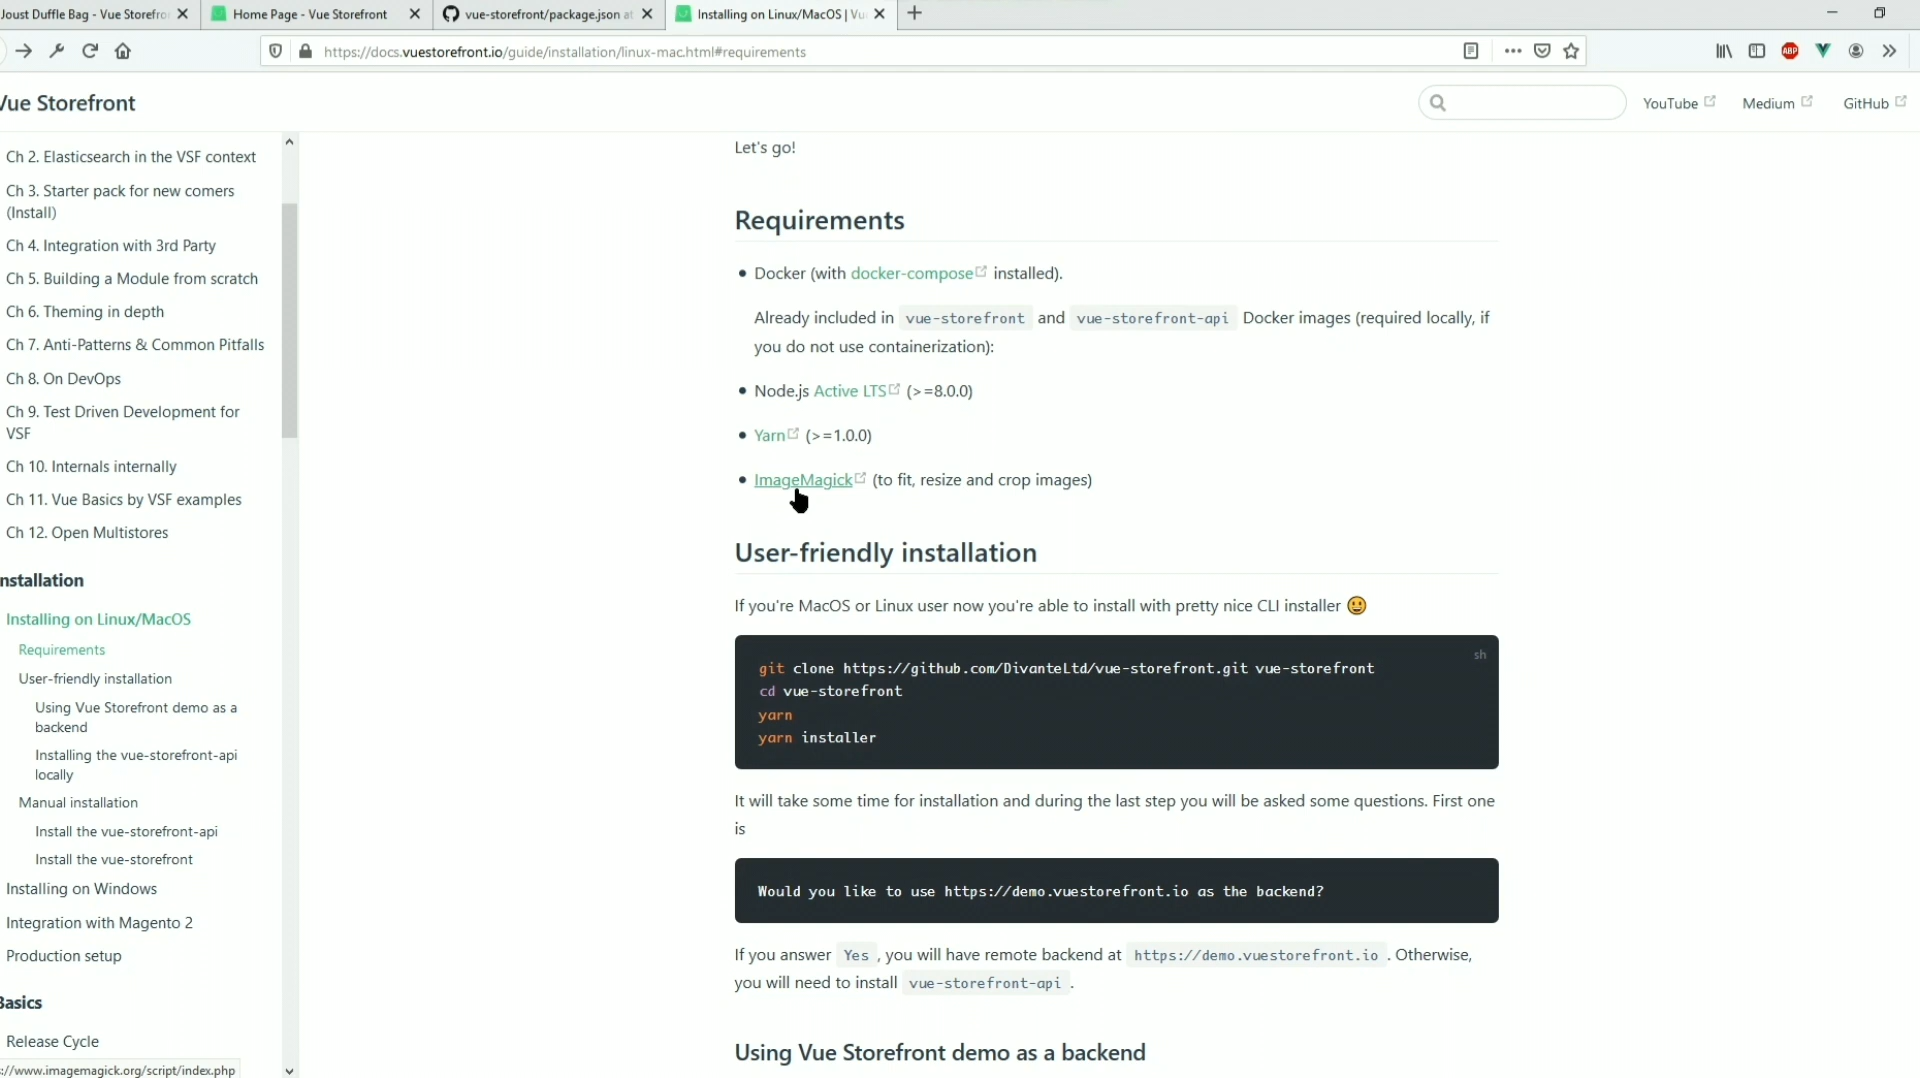 Joust Duffle Bag - Vue Storefro
Home Page - Vue Storefront
vue-storefront/package.json at
Installing on Linux/MacOS | Vu
https://docs.vuestorefront.io/guide/installation/linux-mac.html#requirements
ABP
Vue Storefront
YouTube
Medium
GitHub
Ch 2. Elasticsearch in the VSF context
Ch 3. Starter pack for new comers
(Install)
Ch 4. Integration with 3rd Party
Ch 5. Building a Module from scratch
Ch 6. Theming in depth
Ch 7. Anti-Patterns & Common Pitfalls
Ch 8. On DevOps
Ch 9. Test Driven Development for
VSF
Ch 10. Internals internally
Ch 11. Vue Basics by VSF examples
Ch 12. Open Multistores
nstallation
Installing on Linux/MacOS
Requirements
User-friendly installation
Using Vue Storefront demo as a
backend
Installing the vue-storefront-api
locally
Manual installation
Install the vue-storefront-api
Install the vue-storefront
Installing on Windows
Integration with Magento 2
Production setup
Basics
Release Cycle
://www.imagemagick.org/script/index.php
Let's go!
Requirements
• Docker (with docker-compose installed).
Already included in vue-storefront and vue-storefront-api Docker images (required locally, if
you do not use containerization):
• Node.js Active LTS (>=8.0.0)
• Yarn (>=1.0.0)
• ImageMagick (to fit, resize and crop images)
User-friendly installation
If you're MacOS or Linux user now you're able to install with pretty nice CLI installer 😃
sh
git clone https://github.com/DivanteLtd/vue-storefront.git vue-storefront
cd vue-storefront
yarn
yarn installer
It will take some time for installation and during the last step you will be asked some questions. First one
is
Would you like to use https://demo.vuestorefront.io as the backend?
If you answer Yes , you will have remote backend at https://demo.vuestorefront.io . Otherwise,
you will need to install vue-storefront-api .
Using Vue Storefront demo as a backend